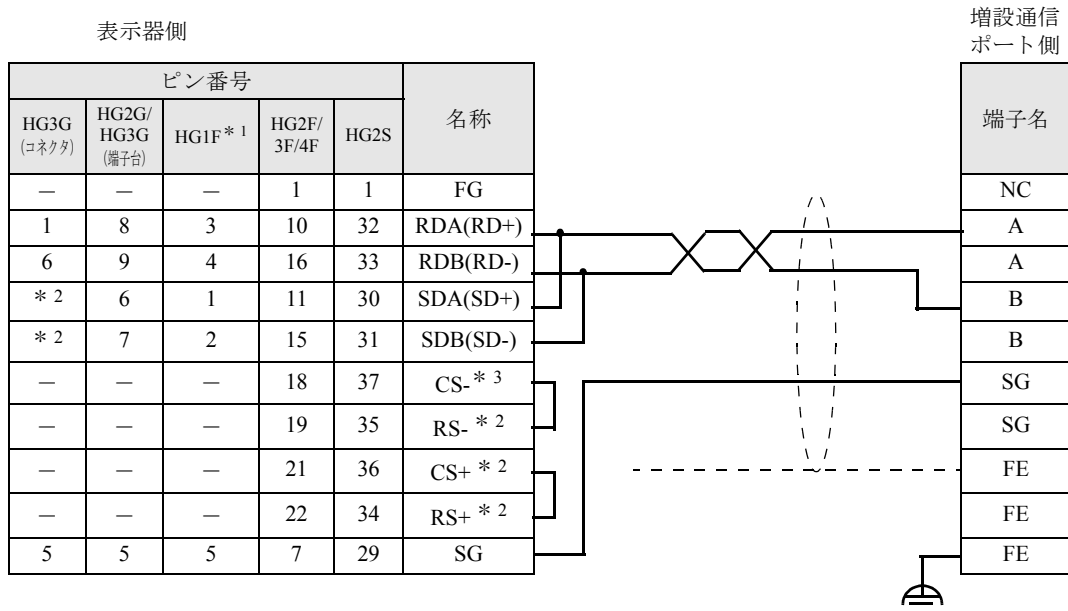 表示器側
増設通信
ポート側
ピン番号
名称
端子名
HG3G
(コネクタ)
HG2G/
HG3G
(端子台)
HG1F＊1
HG2F/
3F/4F
HG2S
— — — 1 1 FG NC
1 8 3 10 32 RDA(RD+) A
6 9 4 16 33 RDB(RD-) A
＊2 6 1 11 30 SDA(SD+) B
＊2 7 2 15 31 SDB(SD-) B
— — — 18 37 CS-＊3 SG
— — — 19 35 RS-＊2 SG
— — — 21 36 CS+＊2 FE
— — — 22 34 RS+＊2 FE
5 5 5 7 29 SG FE